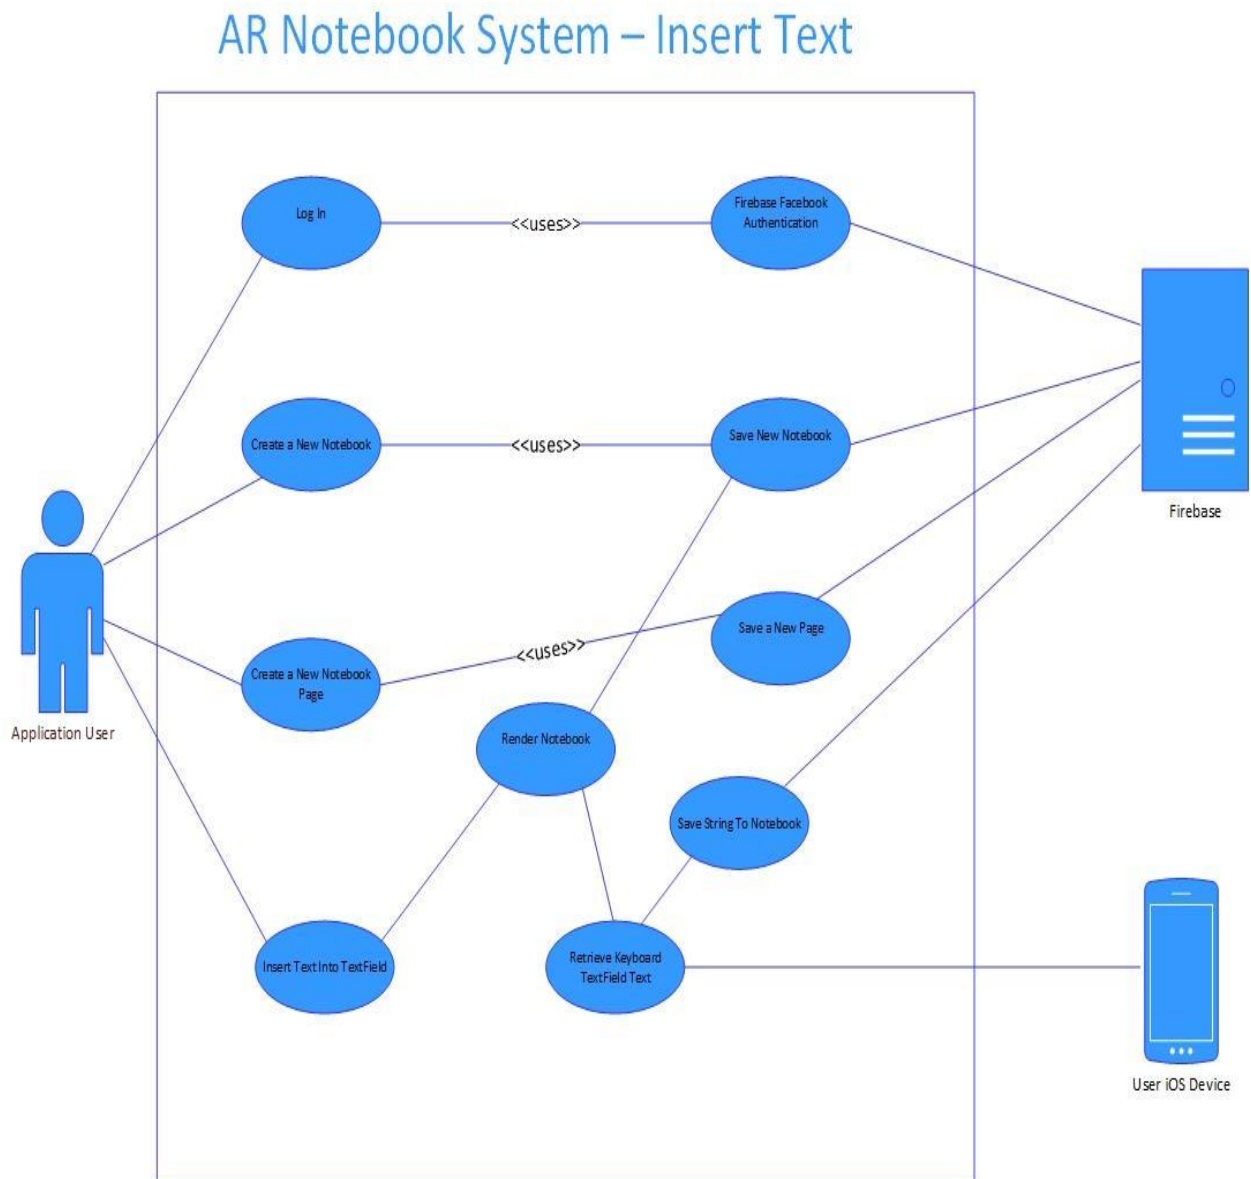 AR Notebook System – Insert Text
Log In
<<uses>>
Firebase Facebook
Authentication
Create a New Notebook
<<uses>>
Save New Notebook
Firebase
Save a New Page
<<uses>>
Create a New Notebook
Page
Application User
Render Notebook
Save String To Notebook
Insert Text Into TextField
Retrieve Keyboard
TextField Text
User iOS Device